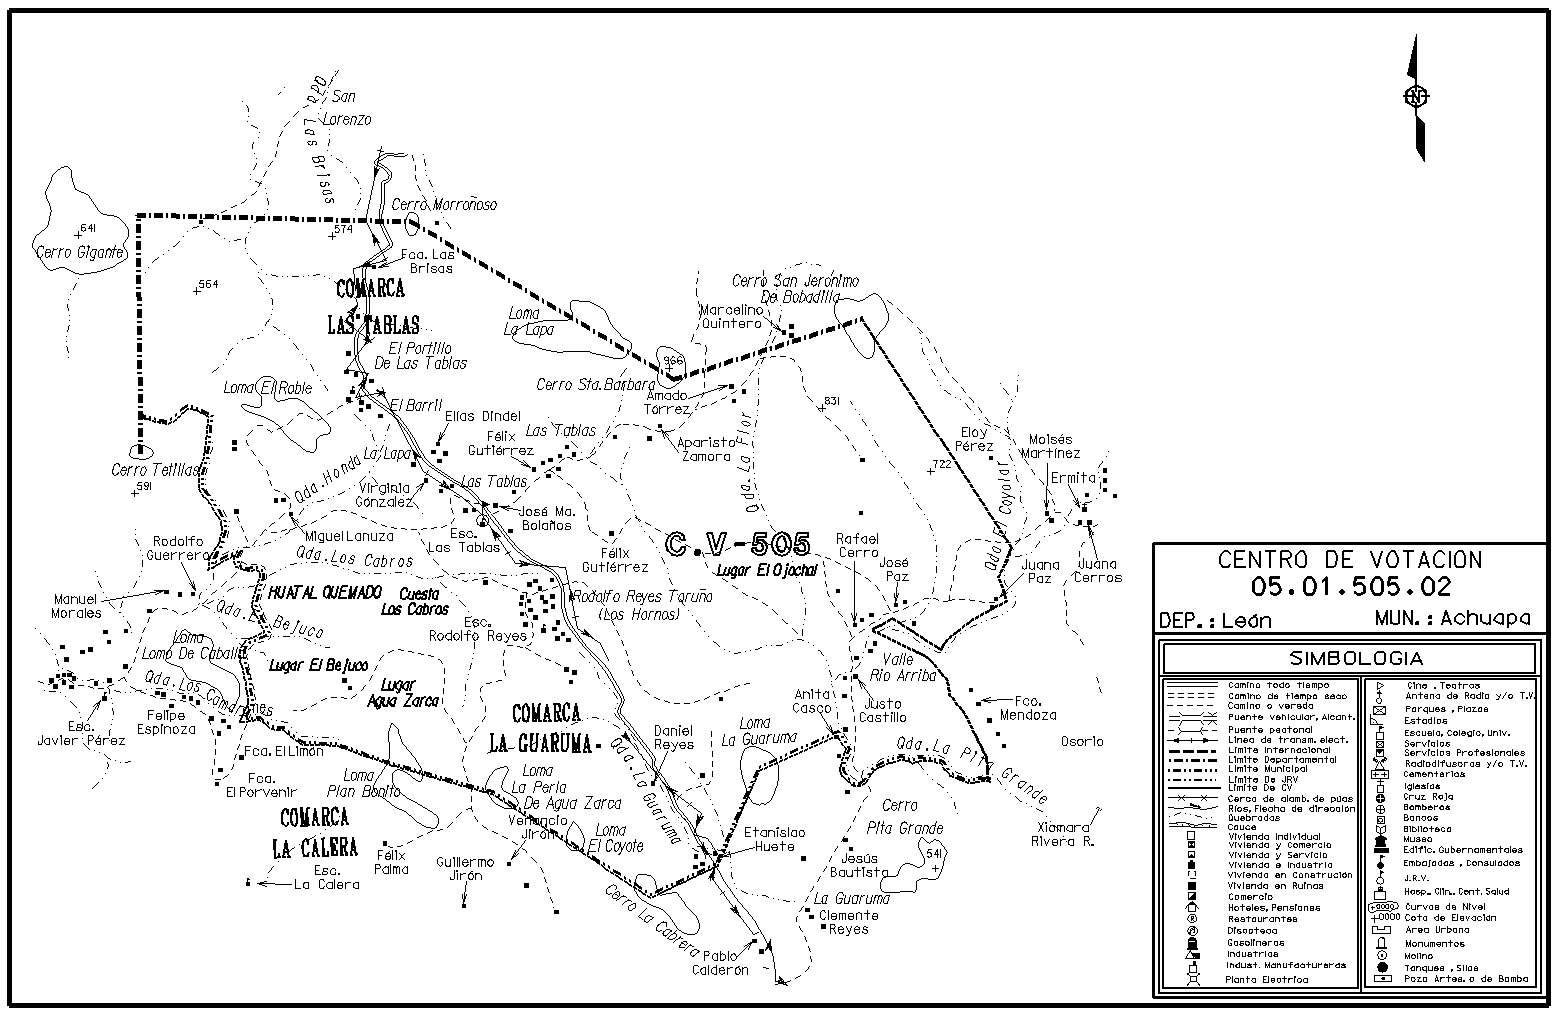 RPO
San
Lorenzo
Las Brisas
Cerro Marrañoso
641
Cerro Gigante
574
Fca. Las
Brisas
564
COMARCA
LAS TABLAS
El Portillo
De Las Tablas
Loma
La Lapa
Cerro San Jerónimo
De Bobadilla
Marcelino
Quintero
966
Cerro Sta. Barbara
Amado
Torrez
831
Loma El Roble
El Barril
Elías Dindel
Félix
Gutiérrez
Las Tablas
Aparisto
Zamora
Qda. La Flor
Eloy
Pérez
Moisés
Martínez
Ermita
722
Cerro Tetillas
591
La Lapa
Qda. Honda
Virginia
Gonzalez
Las Tablas
José Ma.
Bolaños
Esc.
Las Tablas
Miguel Lanuza
Rodolfo
Guerrero
Qda. Los Cabros
Félix
Gutiérrez
C.V-505
Lugar El Ojochal
Rafael
Cerro
José
Paz
Qda. El Coyolar
Juana
Paz
Juana
Cerros
Manuel
Morales
HUATAL QUEMADO
Cuesta
Los Cabros
Rodolfo Reyes Toruña
(Los Hornos)
Esc.
Rodolfo Reyes
Qda. El Bejuco
Loma
Lomo De Caballo
Lugar El Bejuco
Lugar
Agua Zarca
Valle
Rio Arriba
Qda. Los Comarnes
Anita
Casco
Justo
Castillo
Fco.
Mendoza
Osorio
Felipe
Espinoza
Esc.
Javier Pérez
COMARCA
LA GUARUMA
Daniel
Reyes
Loma
La Guaruma
Qda. La Pita Grande
Fca. El Limón
Fca.
El Porvenir
Loma
Plan Bonito
Loma
La Perla
De Agua Zarca
Qda. La Guaruma
Venancio
Jirón
Loma
El Coyote
Etanislao
Huete
Cerro
Pita Grande
Xiomara
Rivera R.
COMARCA
LA CALERA
Esc.
La Calera
Félix
Palma
Guillermo
Jirón
Jesús
Bautista
541
Cerro La Cabrera
La Guaruma
Clemente
Reyes
Pablo
Calderón
N
CENTRO DE VOTACION
05.01.505.02
DEP.: León
MUN.: Achuapa
SIMBOLOGIA
Camino todo tiempo
Camino de tiempo seco
Camino o vereda
Puente vehicular, Alcant.
Puente peatonal
Linea de transm. elect.
Limite Internacional
Limite Departamental
Limite Municipal
Limite De JRV
Limite De CV
Cerca de alamb. de púas
Ríos, Flecha de dirección
Quebradas
Cauce
Vivienda Individual
Vivienda y Comercio
Vivienda y Servicio
Vivienda e Industria
Vivienda en Construción
Vivienda en Ruinas
Comercio
Hoteles, Pensiones
Restaurantes
Discoteca
Gasolineras
Industrias
Indust. Manufactureras
Planta Electrica
Cine . Teatros
Antena de Radio y/o T.V.
Parques , Plazas
Estadios
Escuela, Colegio, Univ.
Servicios
Servicios Profesionales
Radiodifusoras y/o T.V.
Cementerios
Iglesias
Cruz Roja
Bomberos
Bancos
Biblioteca
Museo
Edific. Gubernamentales
Embajadas , Consulados
J.R.V.
Hosp.. Clin.. Cent. Salud
Curvas de Nivel
Cota de Elevación
Area Urbana
Monumentos
Molino
Tanques , Silos
Pozo Artes. o de Bomba